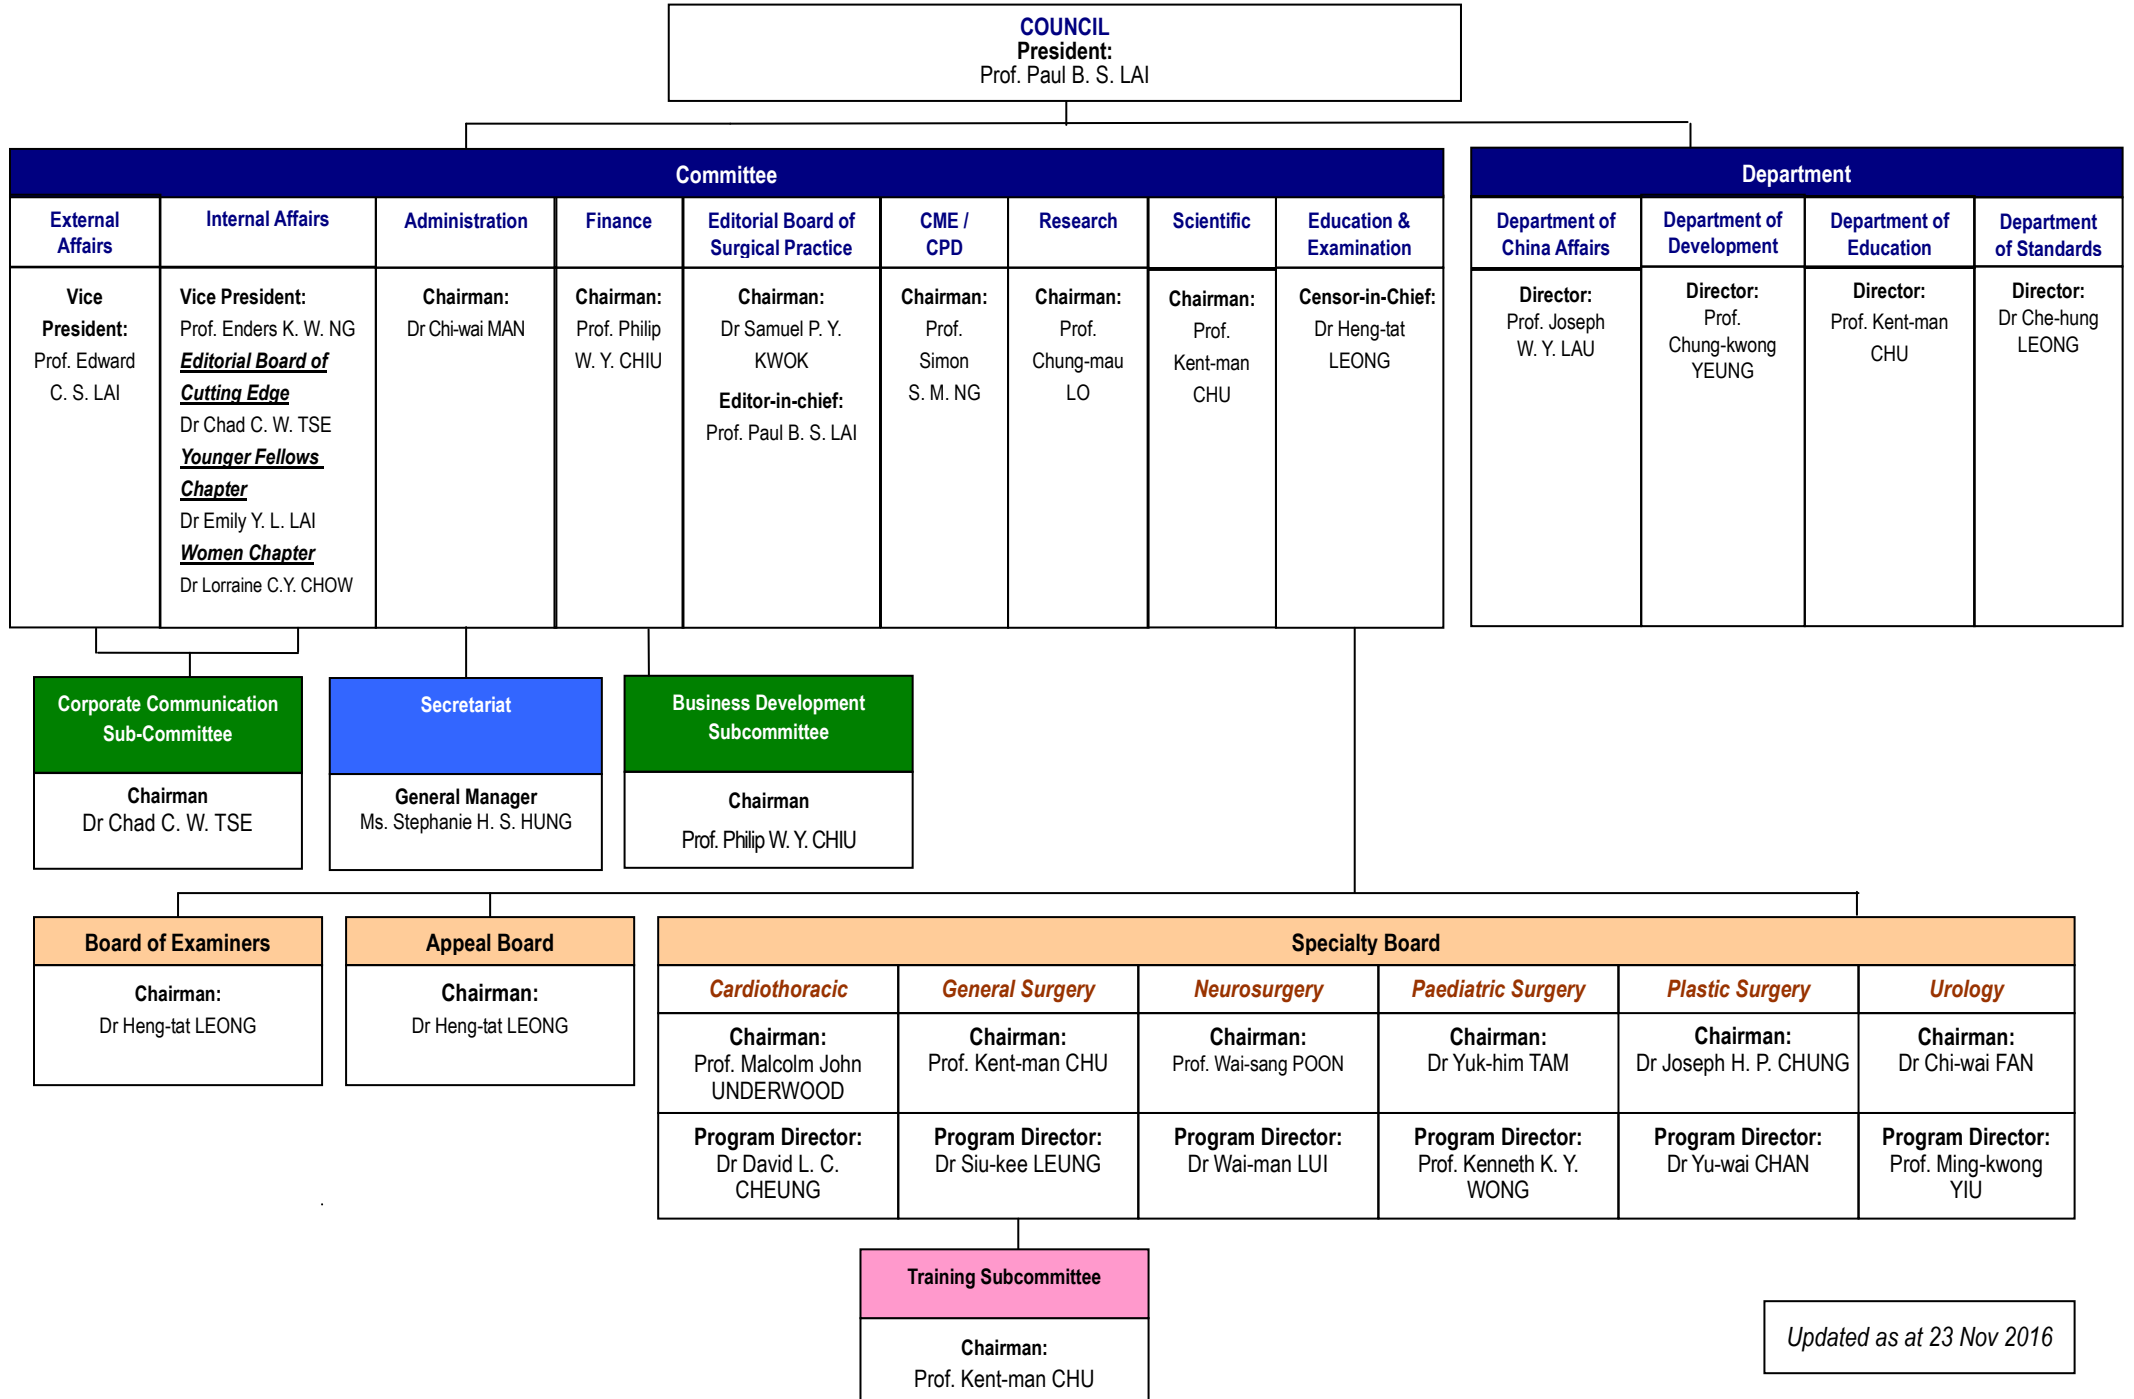 COUNCIL
President:
Prof. Paul B. S. LAI
Committee
External
Affairs
Internal Affairs
Administration
Finance
Editorial Board of
Surgical Practice
CME /
CPD
Research
Scientific
Education &
Examination
Vice
President:
Prof. Edward
C. S. LAI
Vice President:
Prof. Enders K. W. NG
Editorial Board of
Cutting Edge
Dr Chad C. W. TSE
Younger Fellows
Chapter
Dr Emily Y. L. LAI
Women Chapter
Dr Lorraine C.Y. CHOW
Chairman:
Dr Chi-wai MAN
Chairman:
Prof. Philip
W. Y. CHIU
Chairman:
Dr Samuel P. Y.
KWOK
Editor-in-chief:
Prof. Paul B. S. LAI
Chairman:
Prof.
Simon
S. M. NG
Chairman:
Prof.
Chung-mau
LO
Chairman:
Prof.
Kent-man
CHU
Censor-in-Chief:
Dr Heng-tat
LEONG
Department
Department of
China Affairs
Department of
Development
Department of
Education
Department
of Standards
Director:
Prof. Joseph
W. Y. LAU
Director:
Prof.
Chung-kwong
YEUNG
Director:
Prof. Kent-man
CHU
Director:
Dr Che-hung
LEONG
Corporate Communication
Sub-Committee
Chairman
Dr Chad C. W. TSE
Secretariat
General Manager
Ms. Stephanie H. S. HUNG
Business Development
Subcommittee
Chairman
Prof. Philip W. Y. CHIU
Board of Examiners
Chairman:
Dr Heng-tat LEONG
Appeal Board
Chairman:
Dr Heng-tat LEONG
Specialty Board
Cardiothoracic
General Surgery
Neurosurgery
Paediatric Surgery
Plastic Surgery
Urology
Chairman:
Prof. Malcolm John
UNDERWOOD
Chairman:
Prof. Kent-man CHU
Chairman:
Prof. Wai-sang POON
Chairman:
Dr Yuk-him TAM
Chairman:
Dr Joseph H. P. CHUNG
Chairman:
Dr Chi-wai FAN
Program Director:
Dr David L. C.
CHEUNG
Program Director:
Dr Siu-kee LEUNG
Program Director:
Dr Wai-man LUI
Program Director:
Prof. Kenneth K. Y.
WONG
Program Director:
Dr Yu-wai CHAN
Program Director:
Prof. Ming-kwong
YIU
Training Subcommittee
Chairman:
Prof. Kent-man CHU
Updated as at 23 Nov 2016